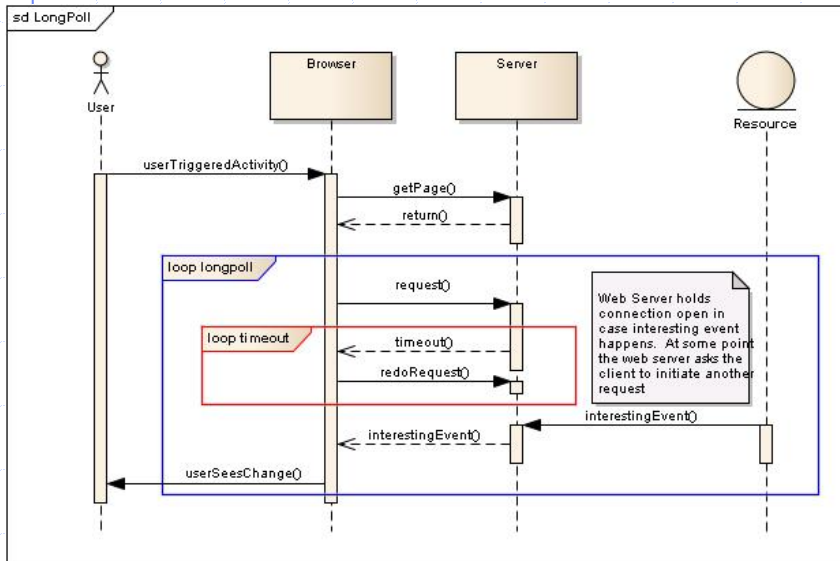 sd LongPoll
Browser
Server
User
Resource
userTriggeredActivity()
getPage()
return()
loop longpoll
request()
Web Server holds
connection open in
case interesting event
happens. At some point
the web server asks the
client to initiate another
request
loop timeout
timeout()
redoRequest()
interestingEvent()
interestingEvent()
userSeesChange()